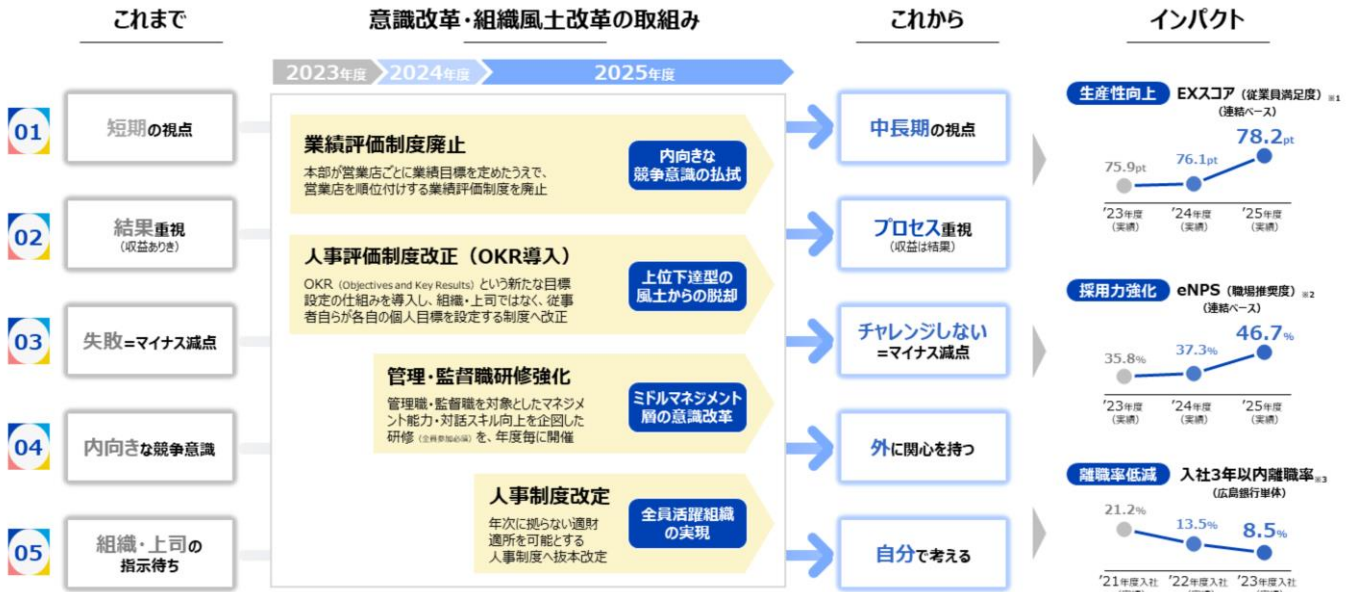 これまで
意識改革・組織風土改革の取組み
これから
インパクト
2023年度
2024年度
2025年度
01
短期の視点
02
結果重視
(収益ありき)
03
失敗=マイナス減点
04
内向きな競争意識
05
組織・上司の
指示待ち
業績評価制度廃止
本部が営業店ごとに業績目標を定めたうえで、
営業店を順位付けする業績評価制度を廃止
内向きな
競争意識の払拭
人事評価制度改正（OKR導入）
OKR（Objectives and Key Results）という新たな目標
設定の仕組みを導入し、組織・上司ではなく、従事
者自らが各自の個人目標を設定する制度へ改正
上位下達型の
風土からの脱却
管理・監督職研修強化
管理職・監督職を対象としたマネジメ
ント能力・対話スキル向上を企図した
研修（全員参加必須）を、年度毎に開催
ミドルマネジメント
層の意識改革
人事制度改定
年次に拠らない適財
適所を可能とする
人事制度へ抜本改定
全員活躍組織
の実現
中長期の視点
プロセス重視
(収益は結果)
チャレンジしない
=マイナス減点
外に関心を持つ
自分で考える
生産性向上 EXスコア（従業員満足度）※1
(連結ベース)
75.9pt
76.1pt
78.2pt
'23年度
(実績)
'24年度
(実績)
'25年度
(実績)
採用力強化 eNPS（職場推奨度）※2
(連結ベース)
35.8%
37.3%
46.7%
'23年度
(実績)
'24年度
(実績)
'25年度
(実績)
離職率低減 入社3年以内離職率※3
(広島銀行単体)
21.2%
13.5%
8.5%
'21年度入社
'22年度入社
'23年度入社